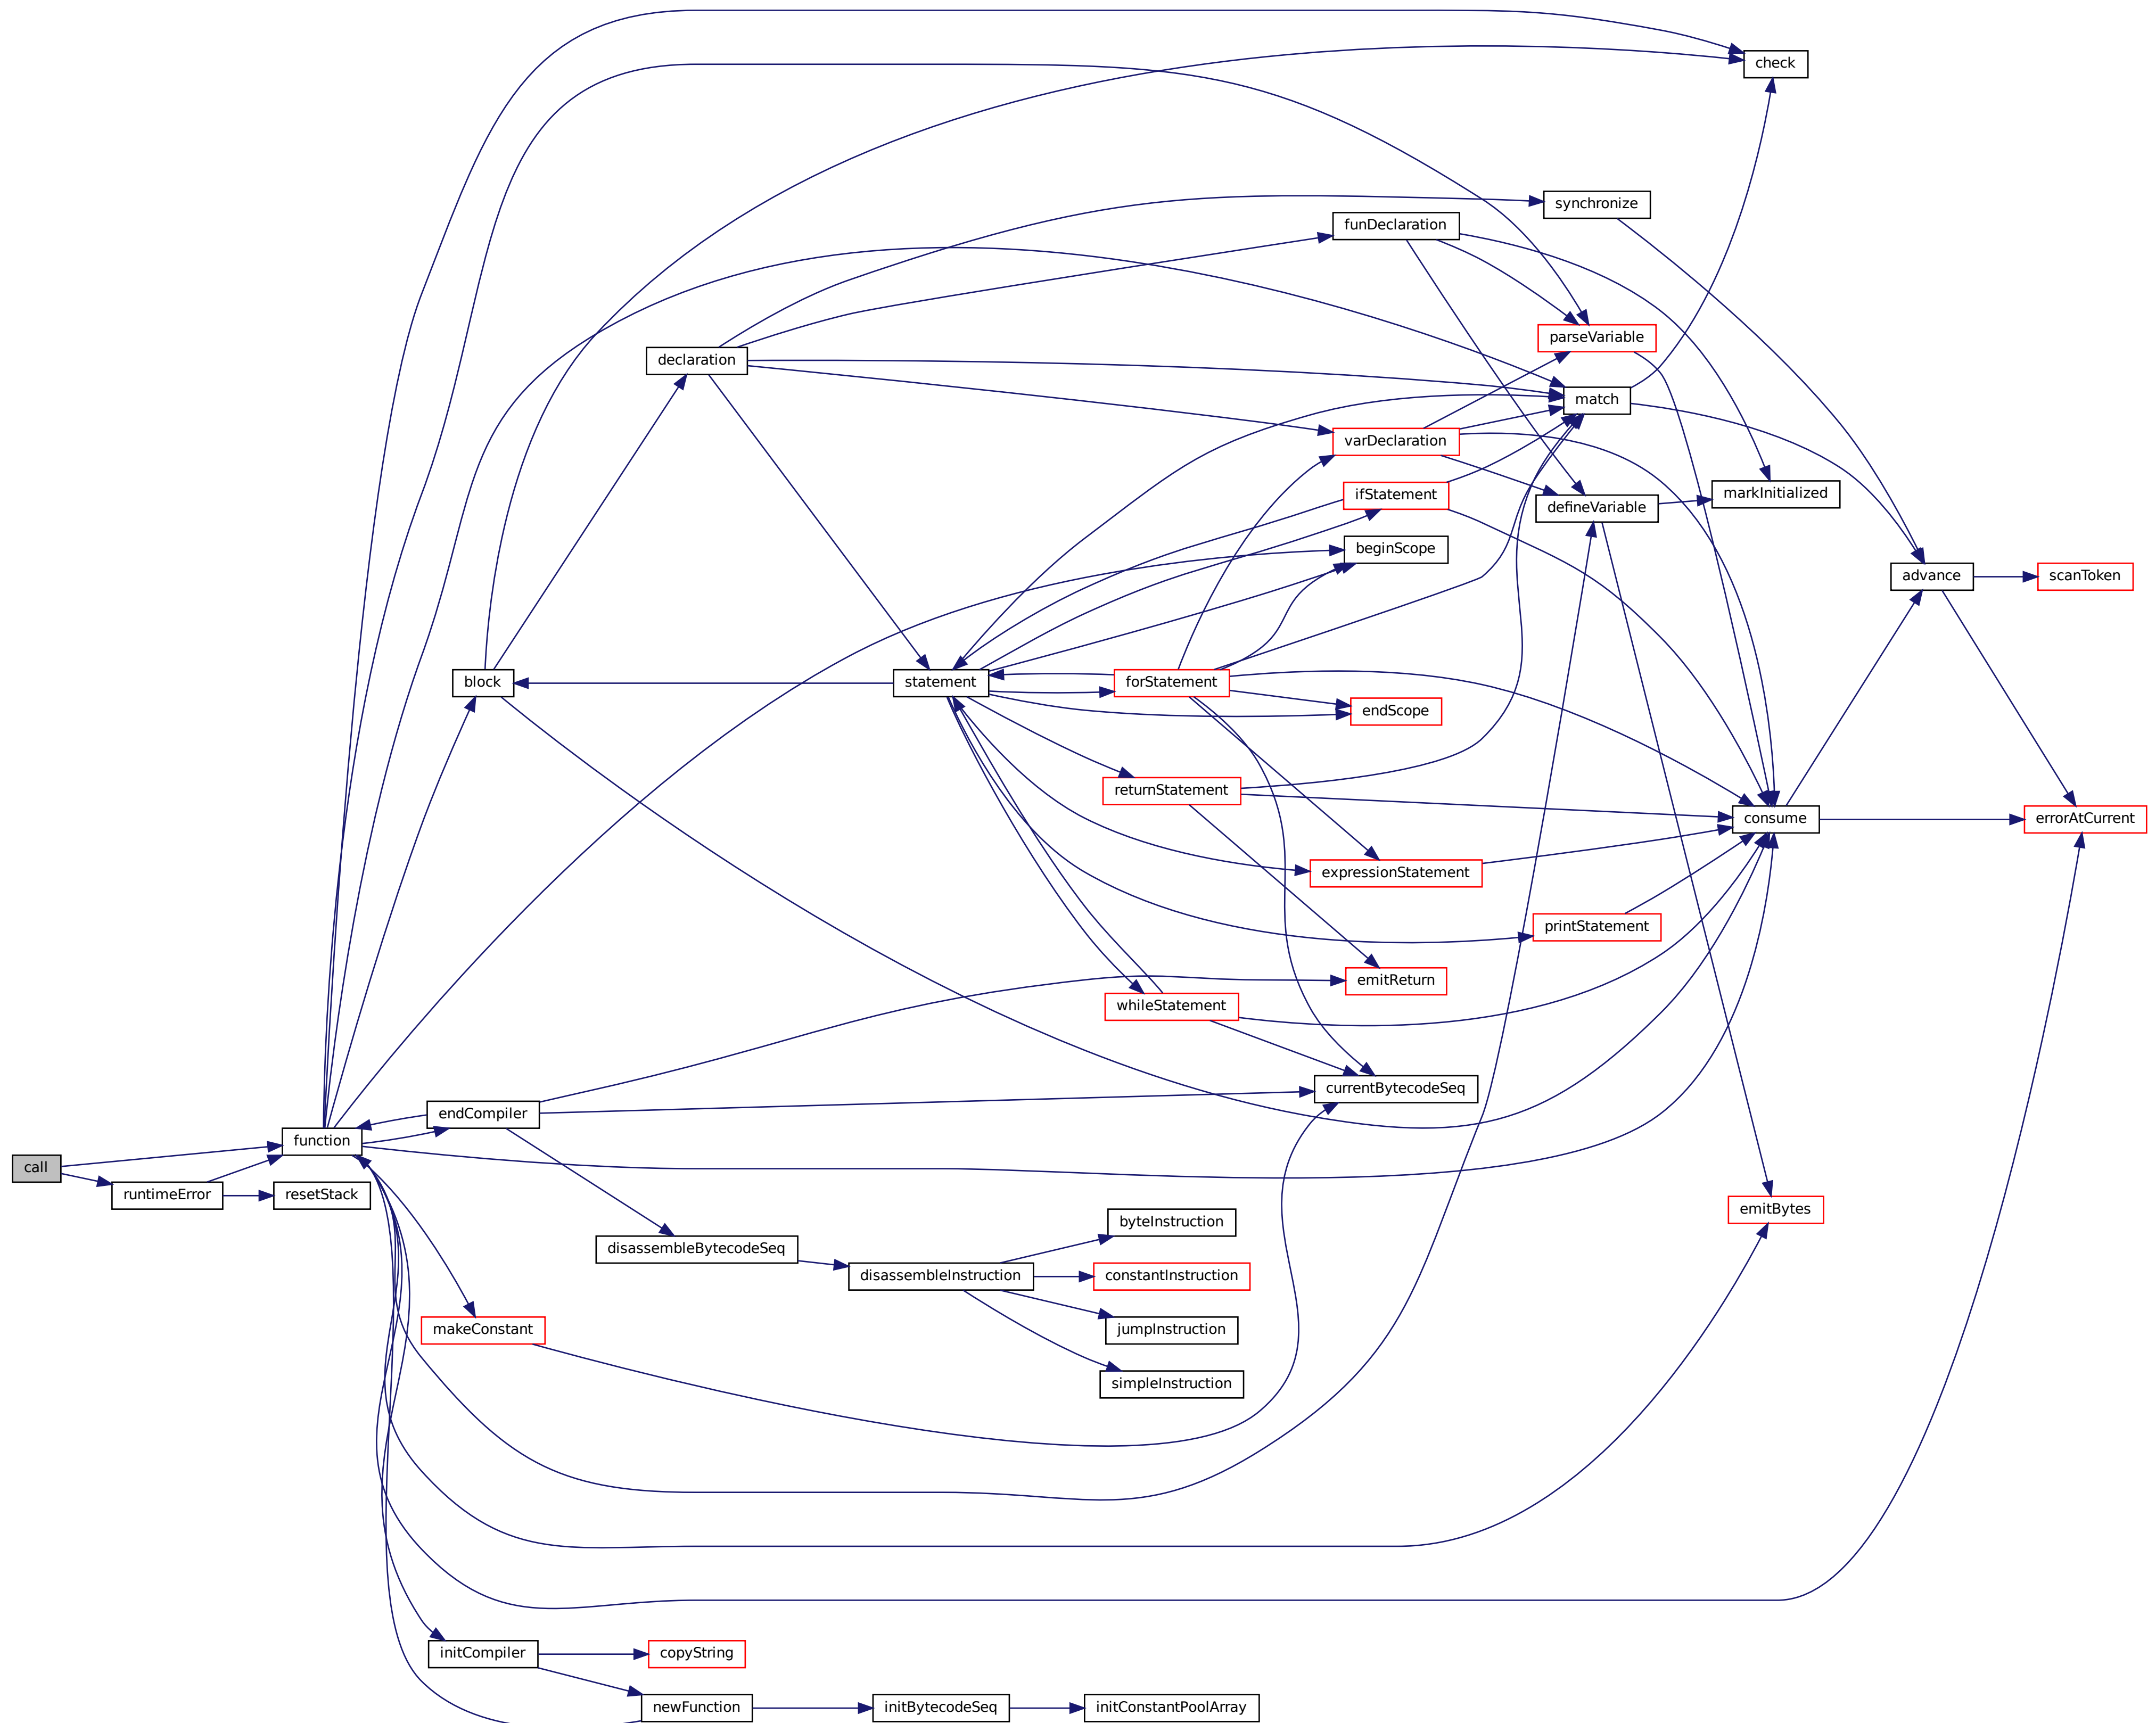 check
synchronize
funDeclaration
parseVariable
declaration
match
varDeclaration
ifStatement
markInitialized
defineVariable
beginScope
advance
scanToken
block
statement
forStatement
endScope
returnStatement
consume
errorAtCurrent
expressionStatement
printStatement
emitReturn
whileStatement
currentBytecodeSeq
endCompiler
function
call
runtimeError
resetStack
emitBytes
byteInstruction
disassembleBytecodeSeq
disassembleInstruction
constantInstruction
makeConstant
jumpInstruction
simpleInstruction
initCompiler
copyString
newFunction
initBytecodeSeq
initConstantPoolArray